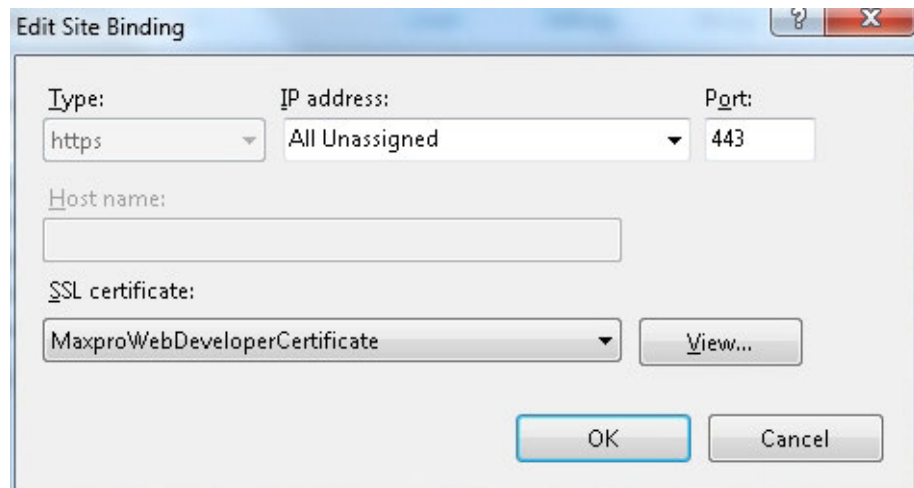 Edit Site Binding
?
X
Type: IP address: Port:
https All Unassigned 443
Host name:
SSL certificate:
MaxproWebDeveloperCertificate View...
OK Cancel